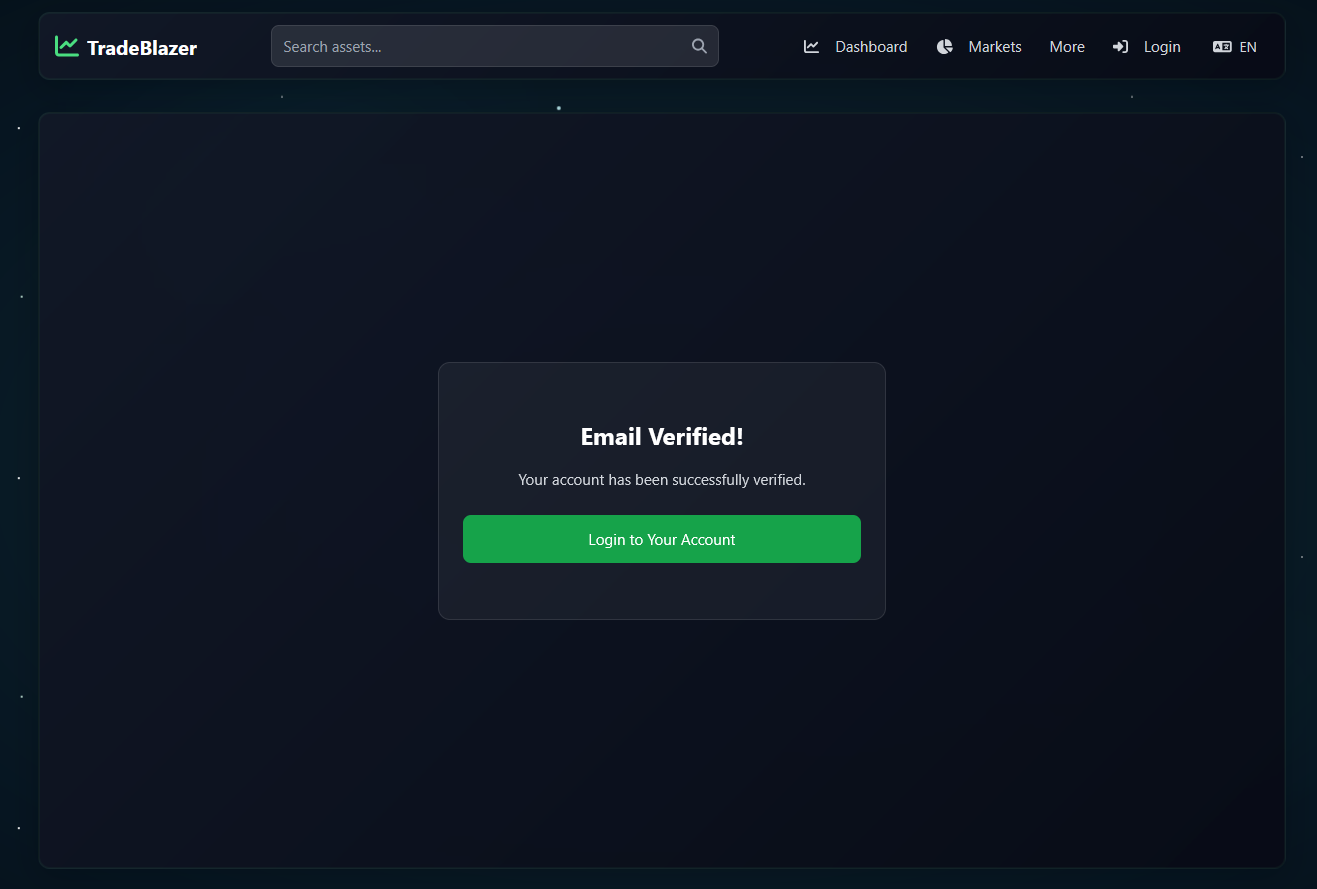 TradeBlazer
Search assets...
Dashboard
Markets
More
Login
EN
Email Verified!
Your account has been successfully verified.
Login to Your Account